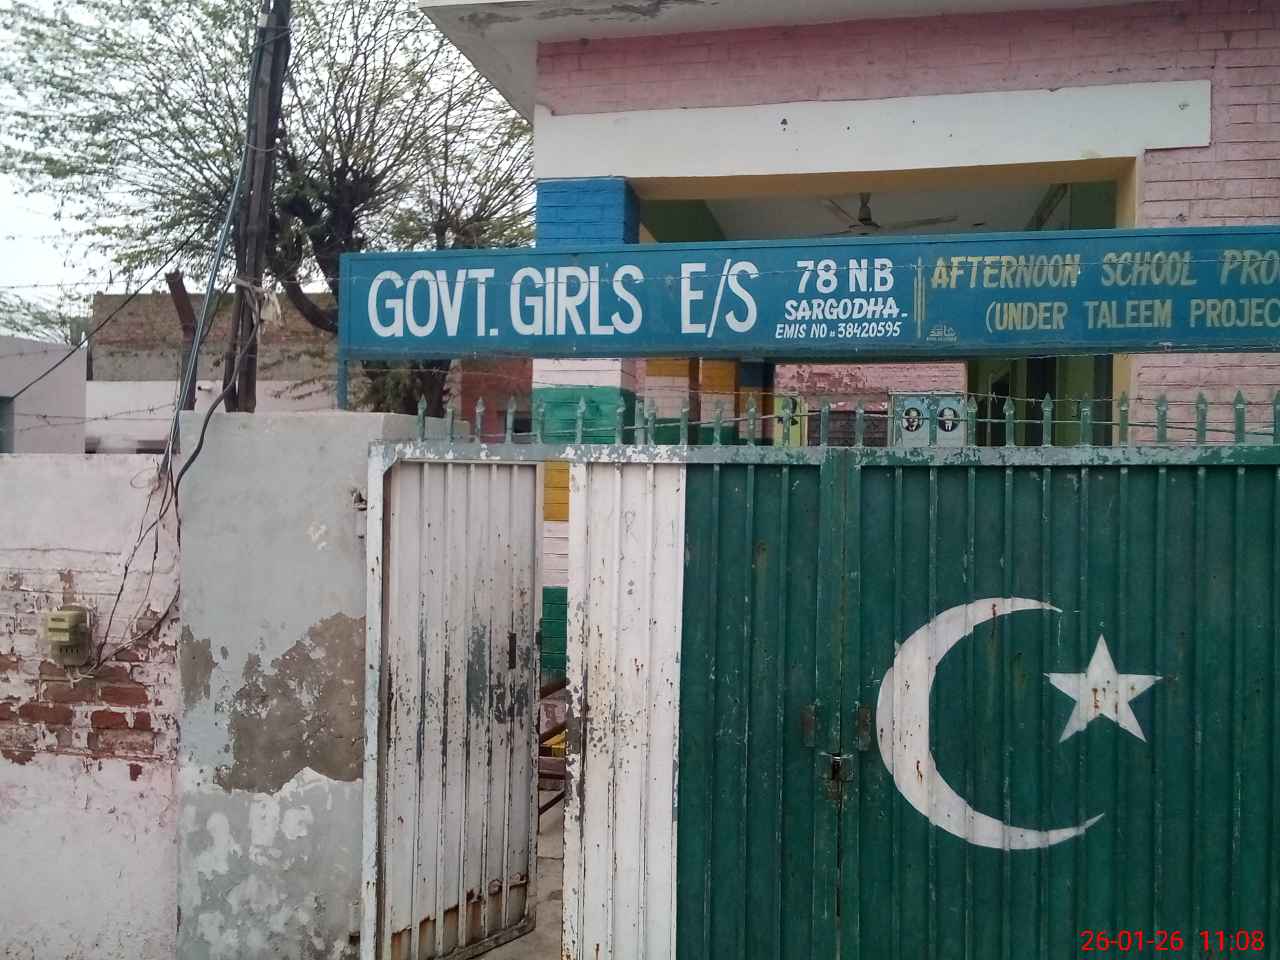 GOVT. GIRLS E/S
78 N.B
SARGODHA.
EMIS NO = 38420595
AFTERNOON SCHOOL PRO
(UNDER TALEEM PROJEC
26-01-26 11:08